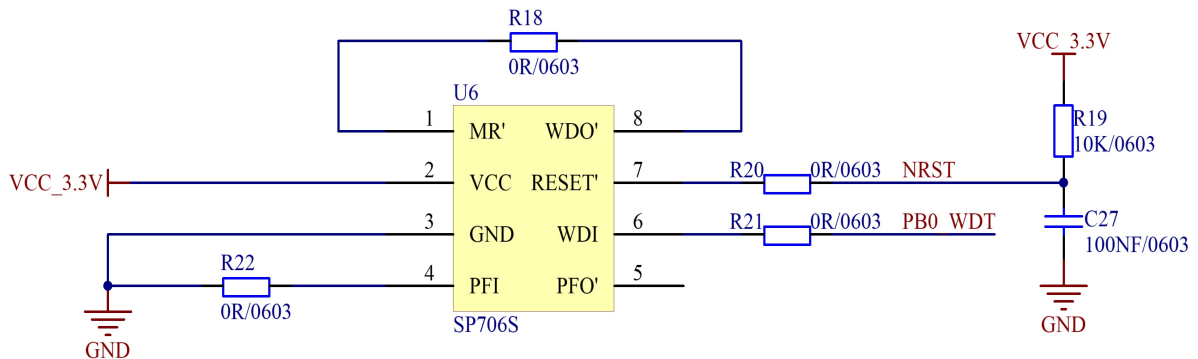 R18
0R/0603
VCC_3.3V
U6
1 MR' WDO' 8
R19
10K/0603
VCC_3.3V 2 VCC RESET' 7 R20 0R/0603 NRST
3 GND WDI 6 R21 0R/0603 PB0_WDT
C27
100NF/0603
R22
0R/0603
4 PFI PFO' 5
SP706S
GND
GND